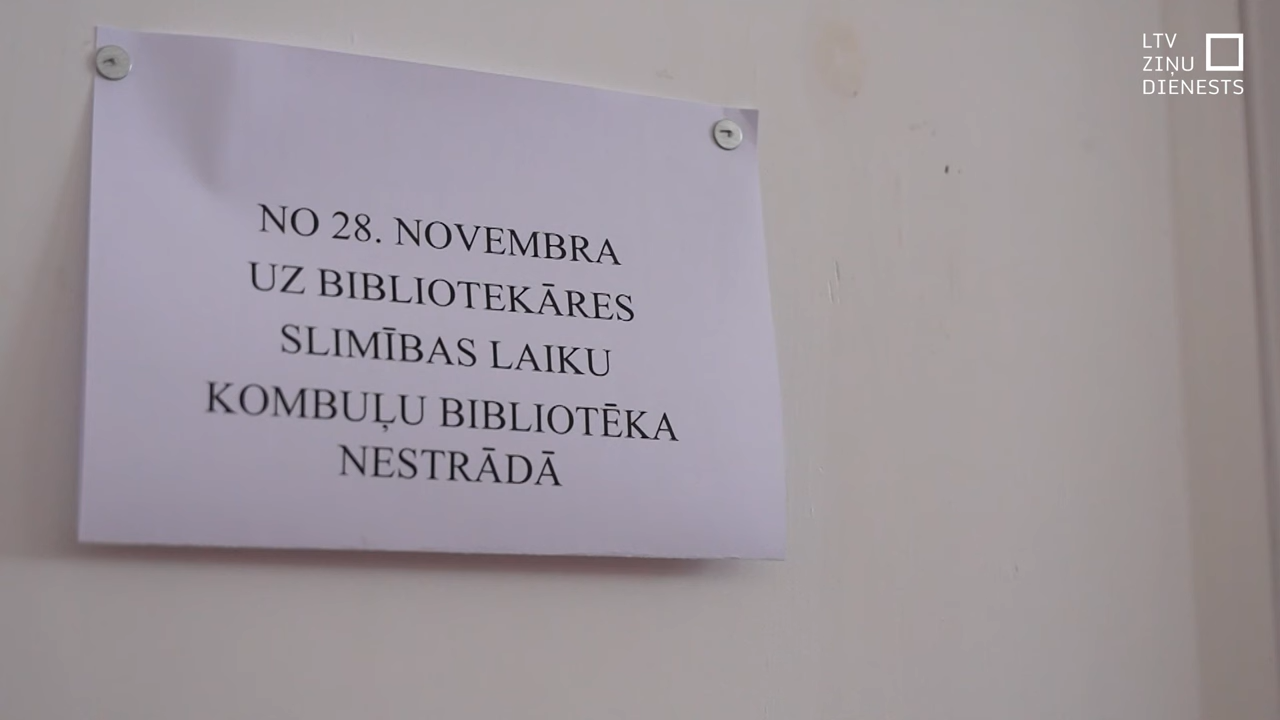 LTV
ZIŅU
DIENESTS
NO 28. NOVEMBRA
UZ BIBLIOTEKĀRES
SLIMĪBAS LAIKU
KOMBUĻU BIBLIOTĒKA
NESTRĀDĀ